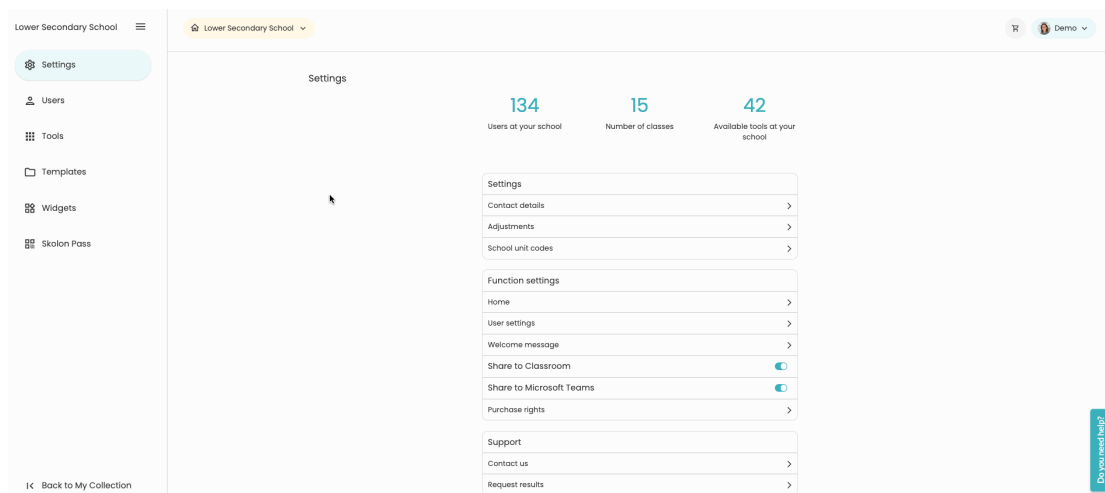 Lower Secondary School
Lower Secondary School
Demo
Settings
Users
Tools
Templates
Widgets
Skolon Pass
Back to My Collection
Settings
134
Users at your school
15
Number of classes
42
Available tools at your
school
Settings
Contact details
Adjustments
School unit codes
Function settings
Home
User settings
Welcome message
Share to Classroom
Share to Microsoft Teams
Purchase rights
Support
Contact us
Request results
Do you need help?